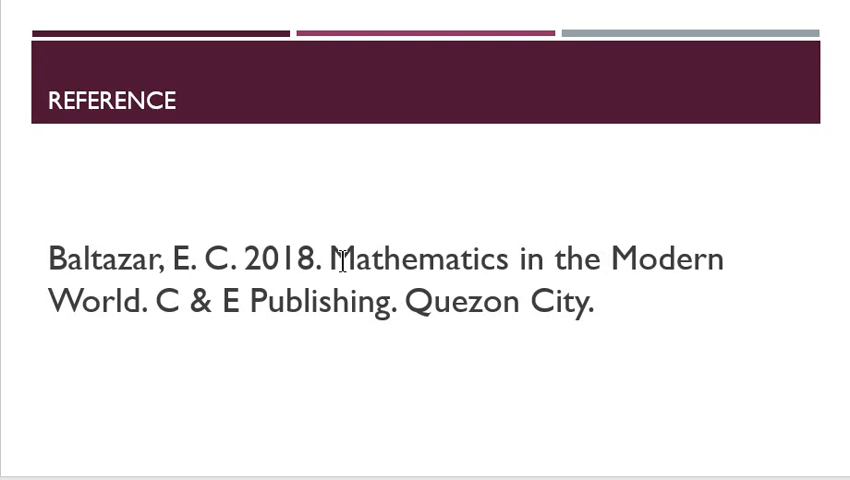 REFERENCE
Baltazar, E. C. 2018. Mathematics in the Modern
World. C & E Publishing. Quezon City.